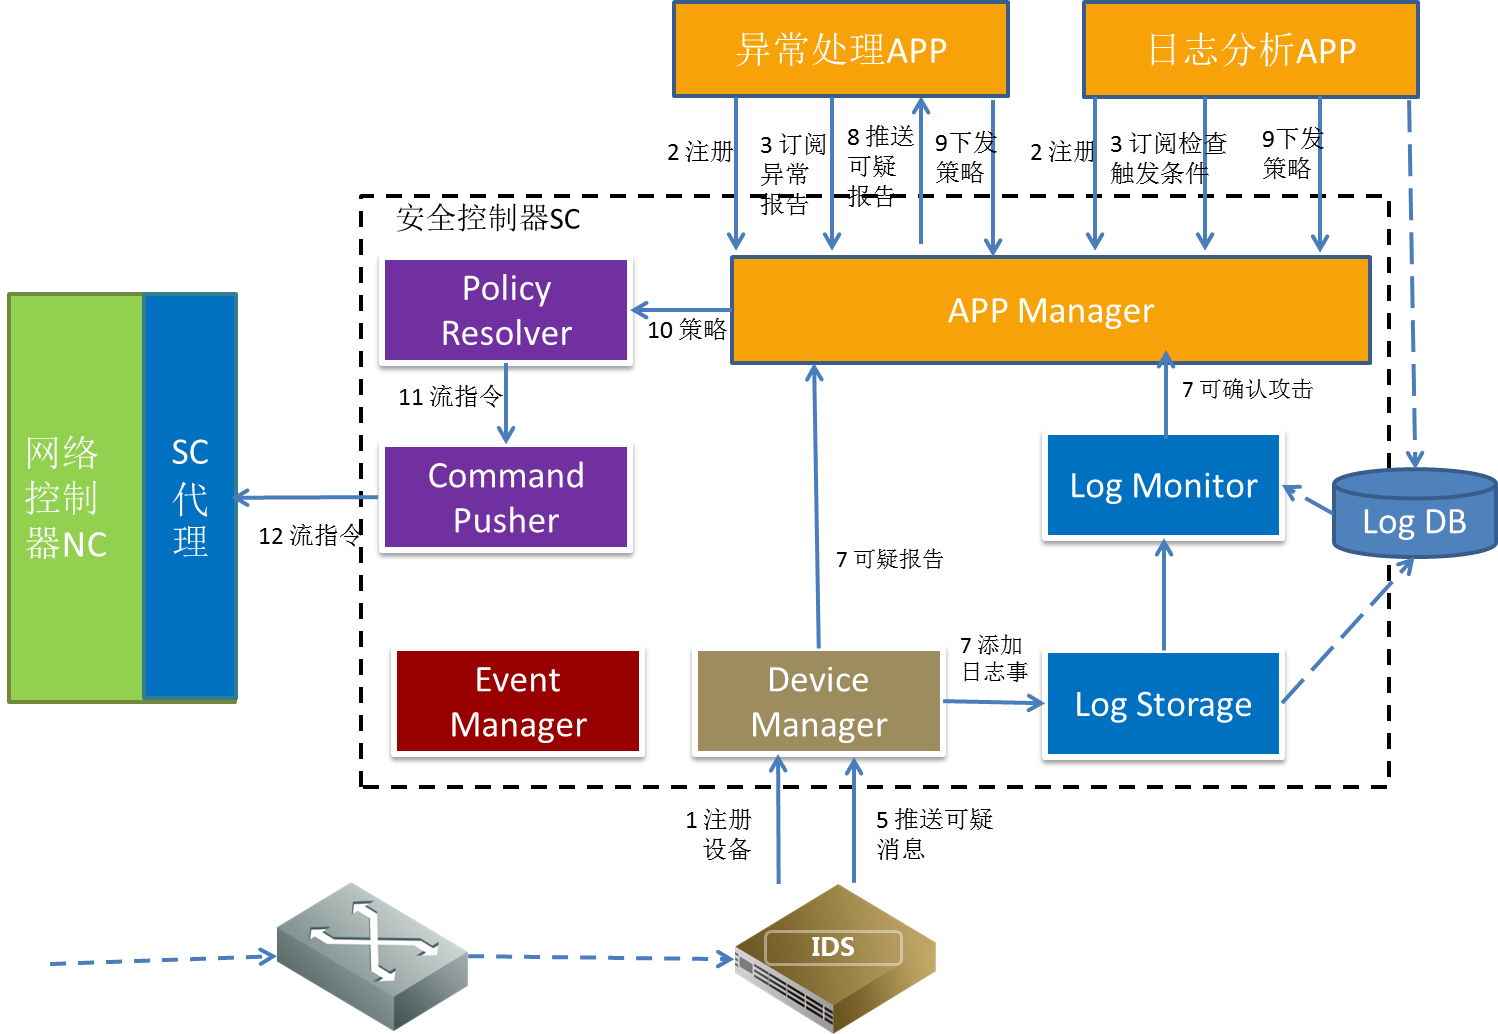 异常处理APP
日志分析APP
2 注册
3 订阅
异常
报告
8 推送
可疑
报告
9下发
策略
2 注册
3 订阅检查
触发条件
9下发
策略
安全控制器SC
Policy
Resolver
10 策略
APP Manager
11 流指令
7 可确认攻击
网络
控制
器NC
SC
代
理
Command
Pusher
12 流指令
Log Monitor
Log DB
7 可疑报告
Event
Manager
Device
Manager
7 添加
日志事
Log Storage
1 注册
设备
5 推送可疑
消息
IDS